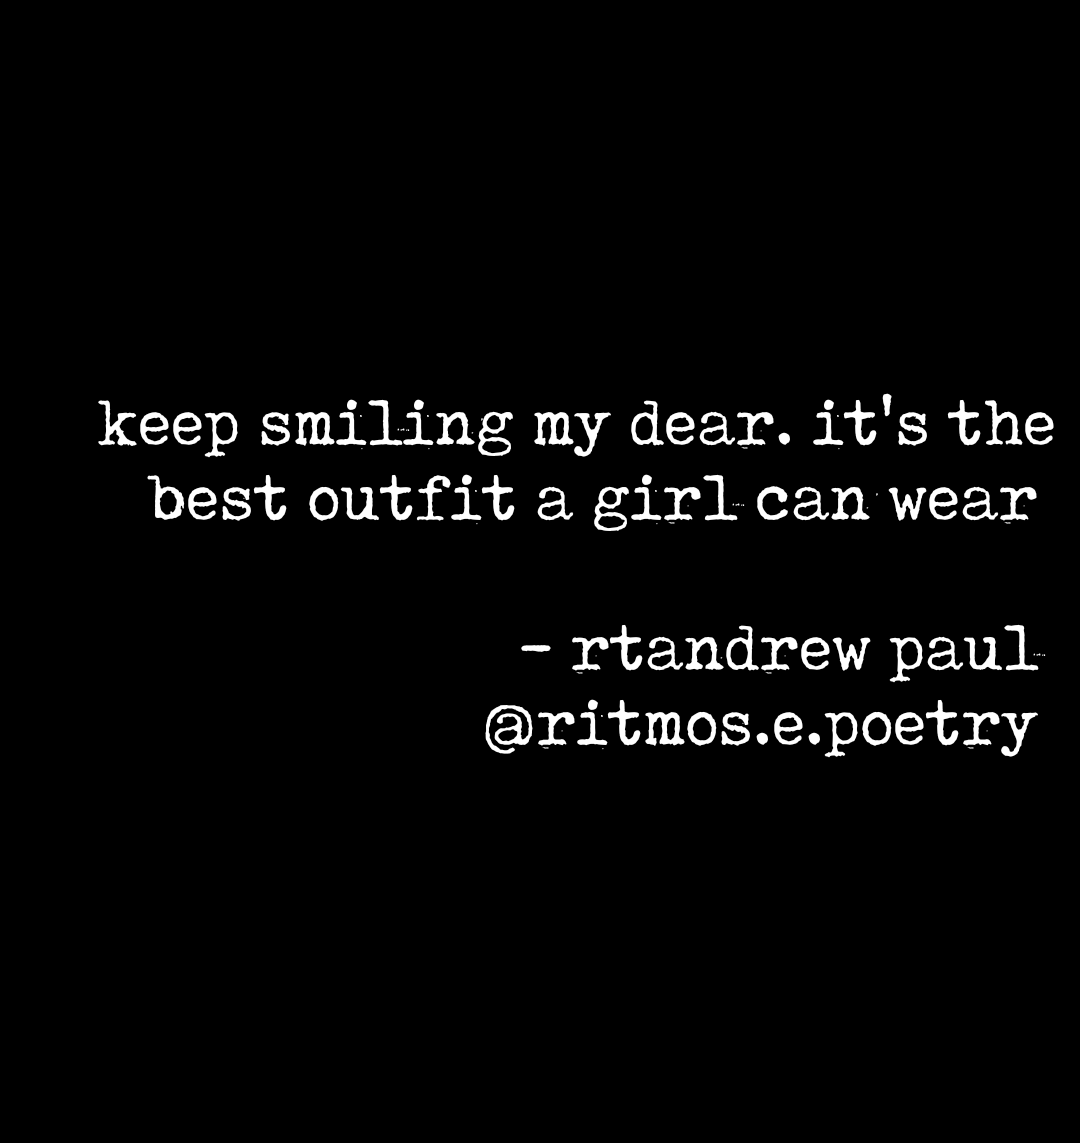 keep smiling my dear. it's the
best outfit a girl can wear
- rtandrew paul
@ritmos.e.poetry